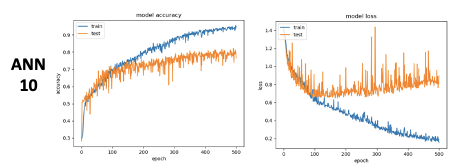 ANN
10
model accuracy
train
test
0.9
0.8
0.7
0.6
0.5
0.4
0.3
accuracy
0 100 200 300 400 500
epoch
model loss
train
test
1.4
1.2
1.0
0.8
0.6
0.4
0.2
loss
0 100 200 300 400 500
epoch